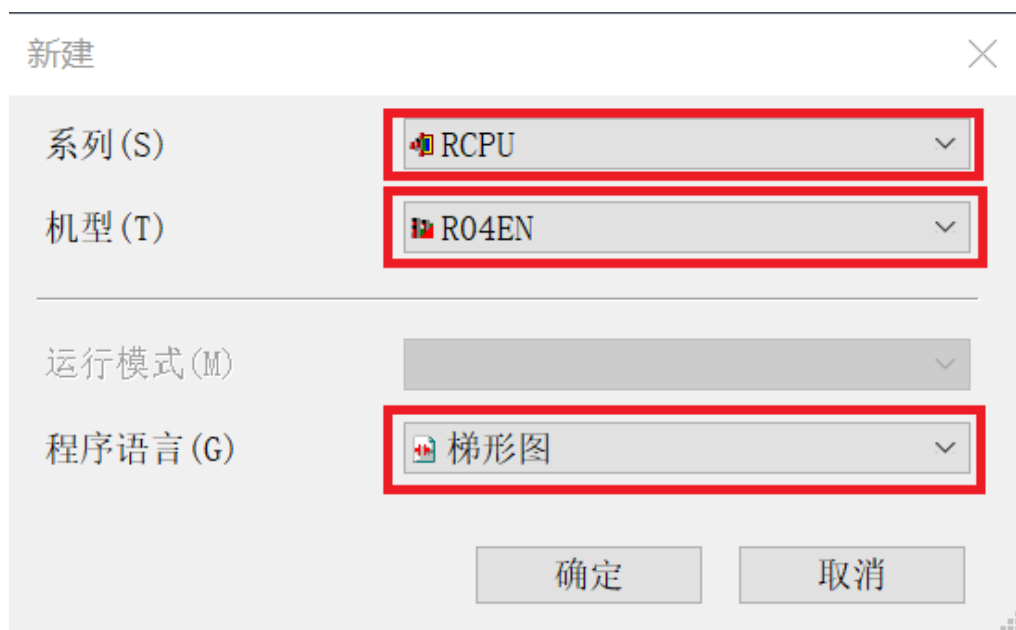 新建
系列(S) RCPU
机型(T) R04EN
运行模式(M)
程序语言(G) 梯形图
确定 取消